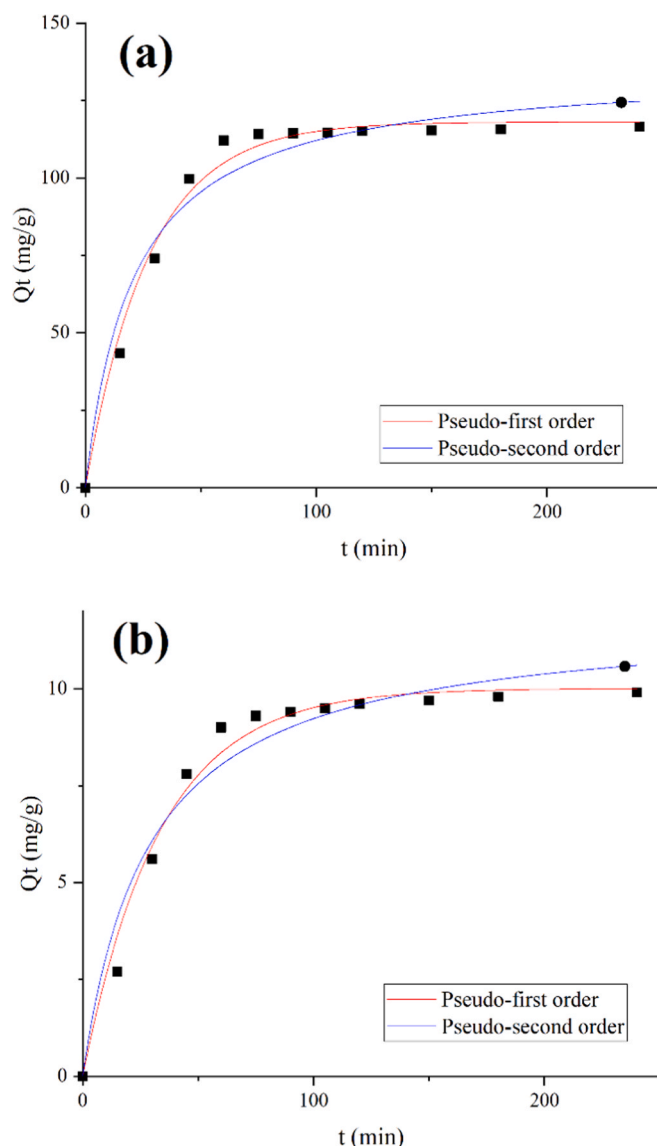 (a)
150
100
50
0
Qt (mg/g)
Pseudo-first order
Pseudo-second order
0 100 200
t (min)
(b)
10
5
0
Qt (mg/g)
Pseudo-first order
Pseudo-second order
0 100 200
t (min)